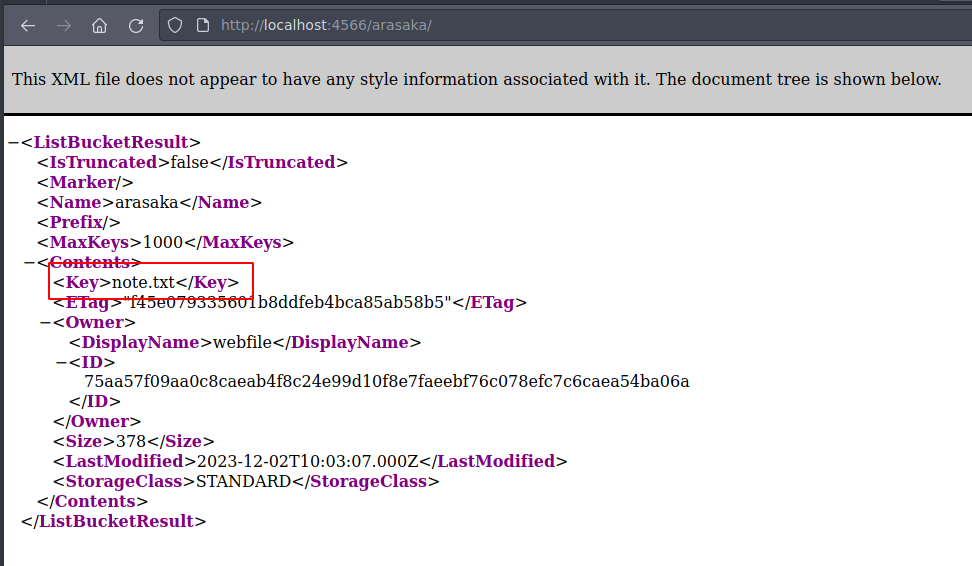 http://localhost:4566/arasaka/
This XML file does not appear to have any style information associated with it. The document tree is shown below.
−<ListBucketResult>
<IsTruncated>false</IsTruncated>
<Marker/>
<Name>arasaka</Name>
<Prefix/>
<MaxKeys>1000</MaxKeys>
−<Contents>
<Key>note.txt</Key>
<ETag>"f45e079335601b8ddfeb4bca85ab58b5"</ETag>
−<Owner>
<DisplayName>webfile</DisplayName>
−<ID>
75aa57f09aa0c8caeab4f8c24e99d10f8e7faeebf76c078efc7c6caea54ba06a
</ID>
</Owner>
<Size>378</Size>
<LastModified>2023-12-02T10:03:07.000Z</LastModified>
<StorageClass>STANDARD</StorageClass>
</Contents>
</ListBucketResult>